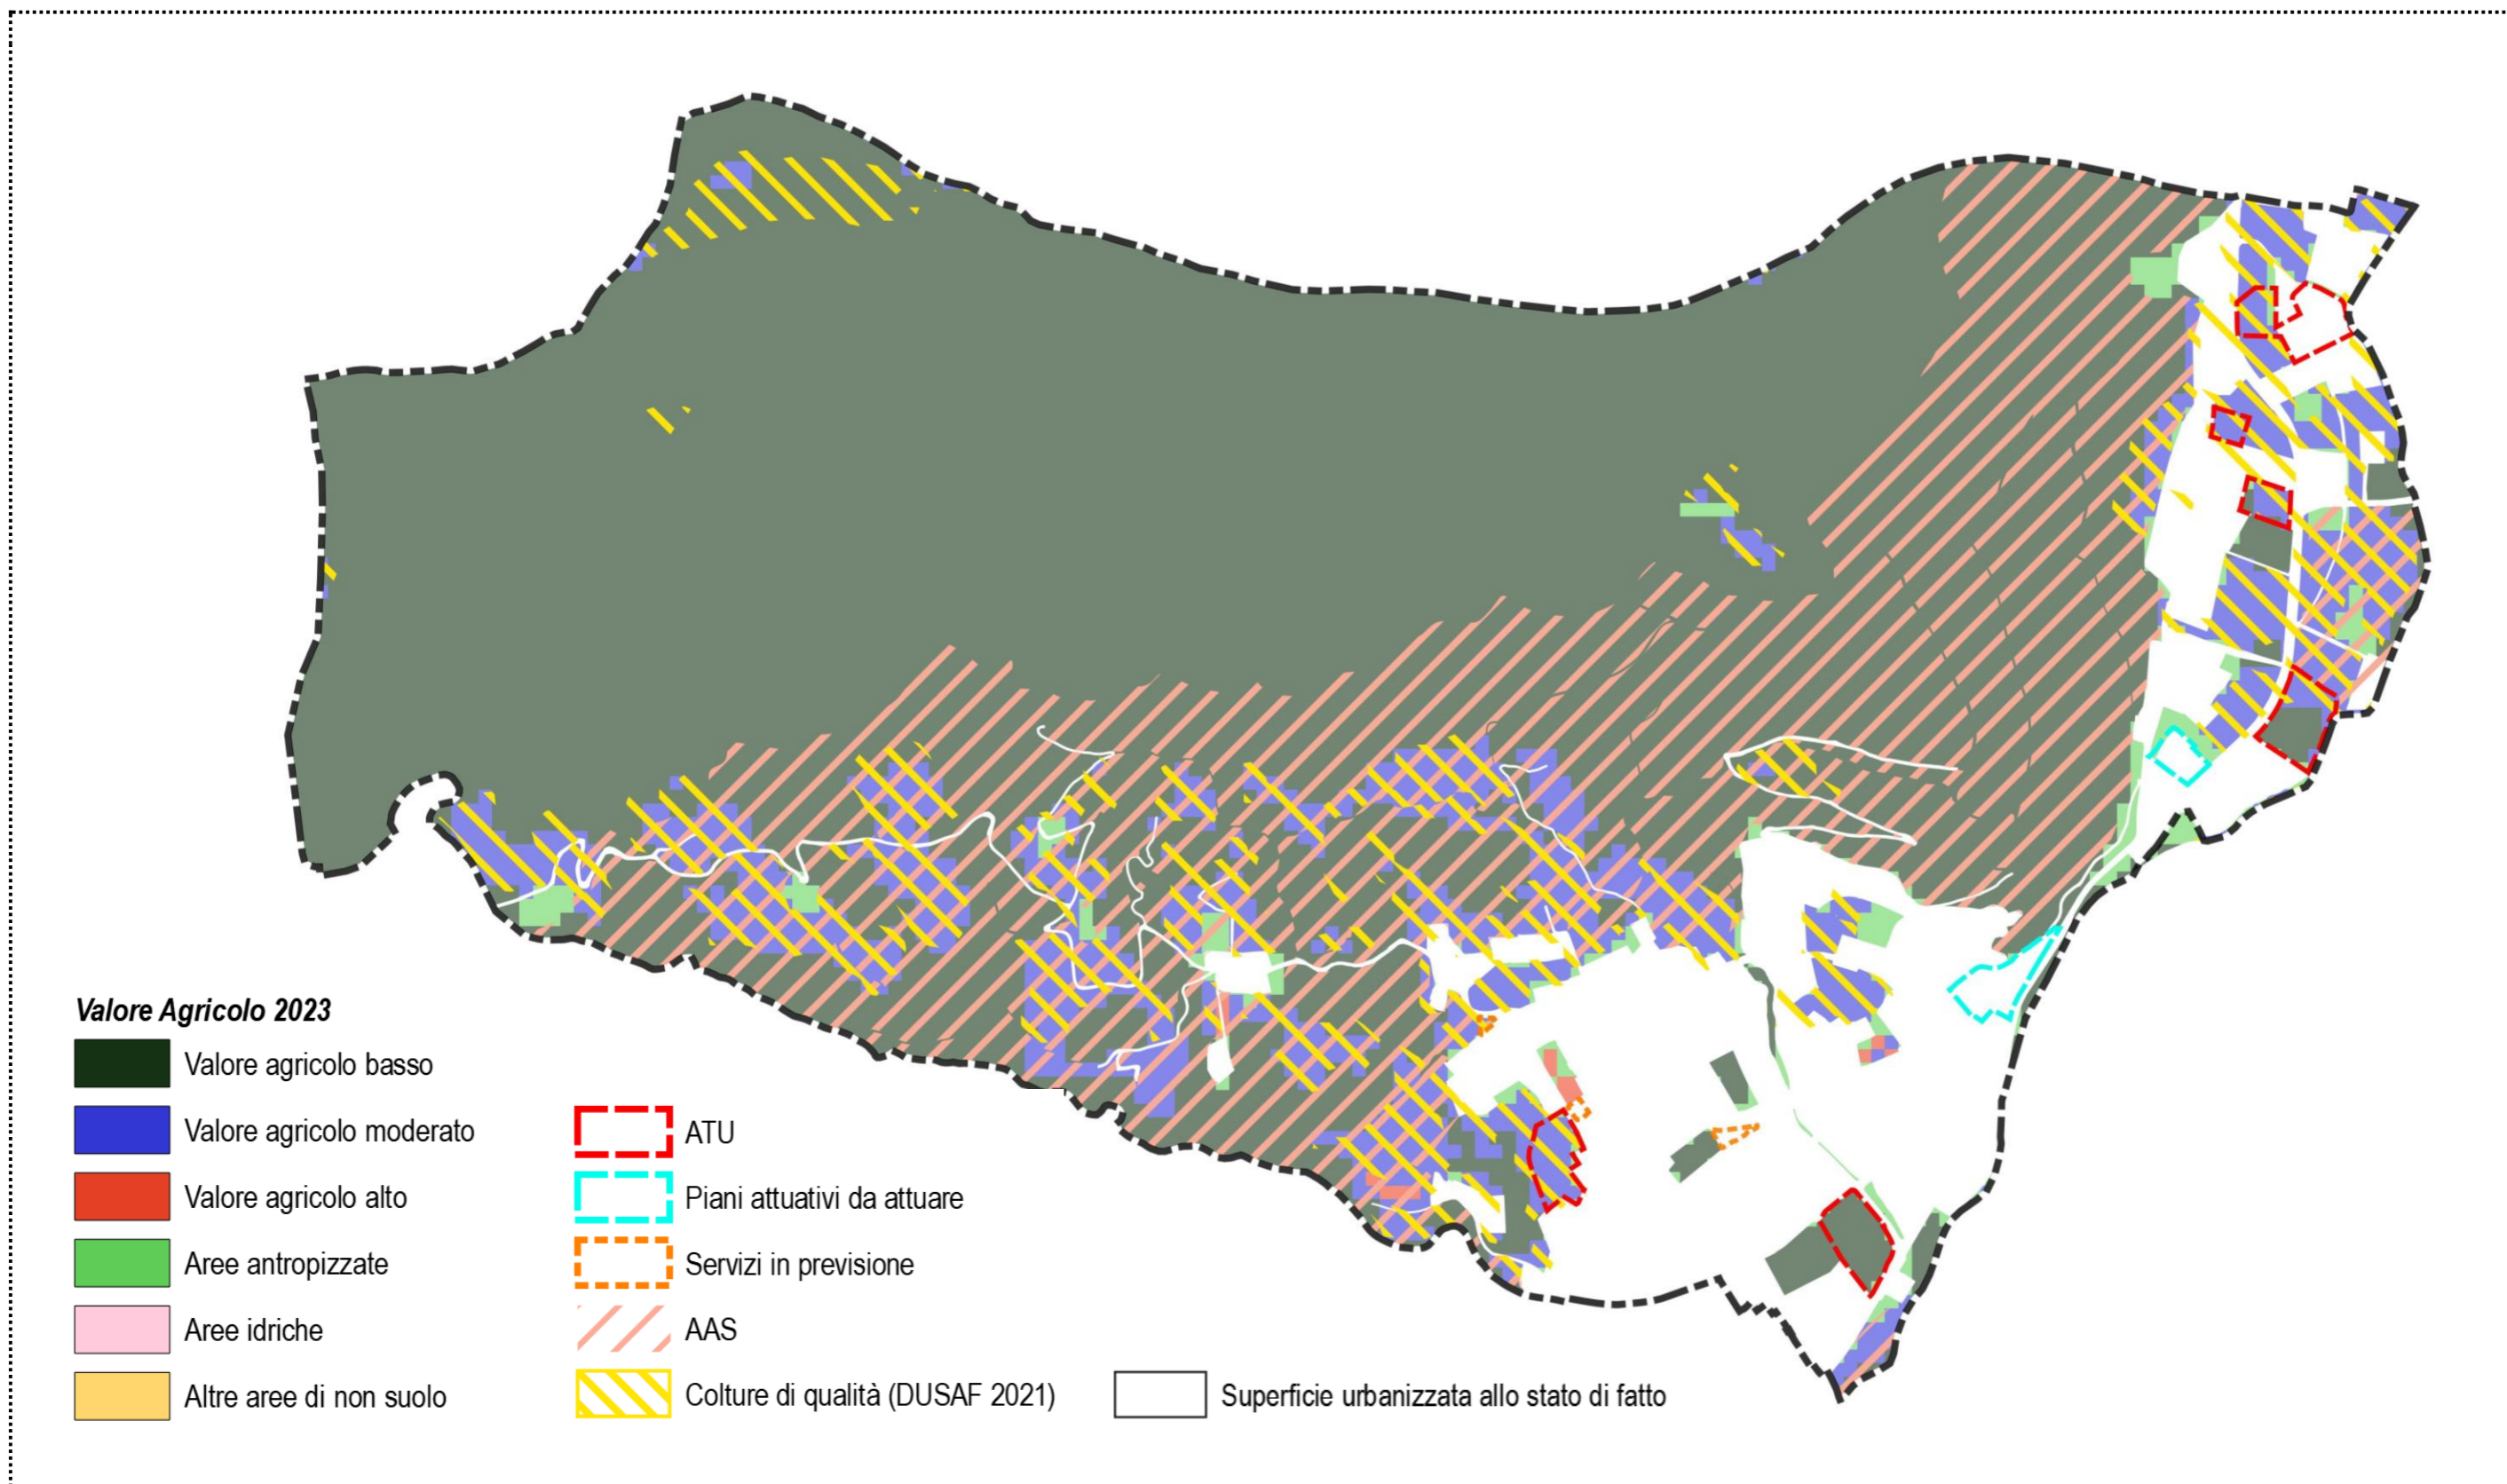 Valore Agricolo 2023
Valore agricolo basso
Valore agricolo moderato
Valore agricolo alto
Aree antropizzate
Aree idriche
Altre aree di non suolo
ATU
Piani attuativi da attuare
Servizi in previsione
AAS
Colture di qualità (DUSAF 2021)
Superficie urbanizzata allo stato di fatto